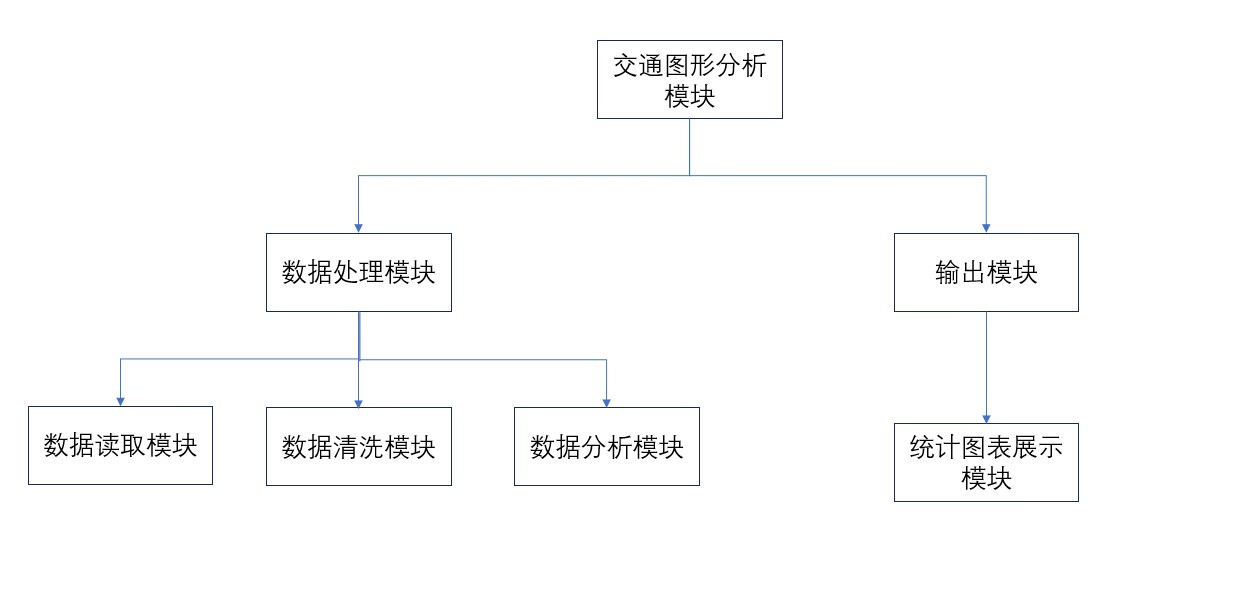 交通图形分析
模块
数据处理模块
输出模块
数据读取模块
数据清洗模块
数据分析模块
统计图表展示
模块